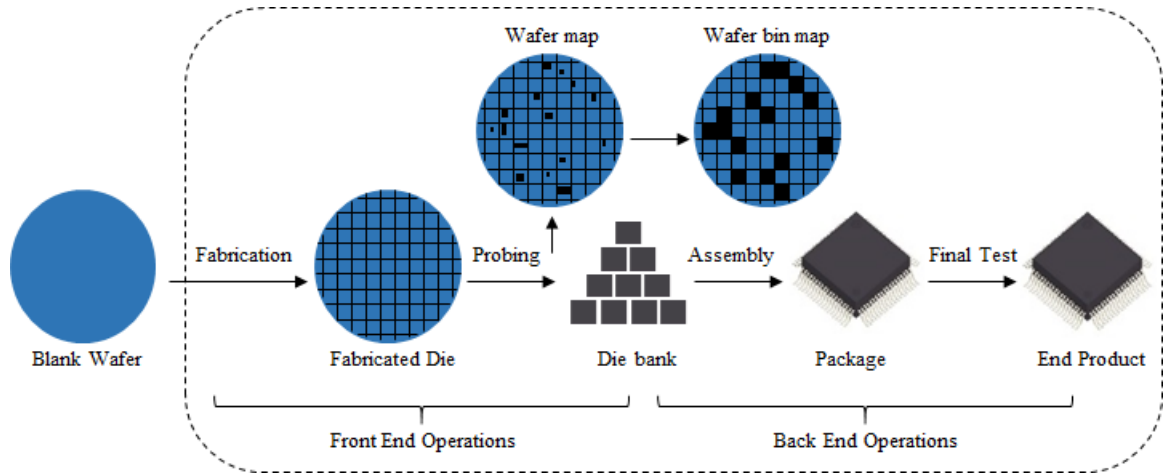 Wafer map
Wafer bin map
Fabrication
Probing
Assembly
Final Test
Blank Wafer
Fabricated Die
Die bank
Package
End Product
Front End Operations
Back End Operations